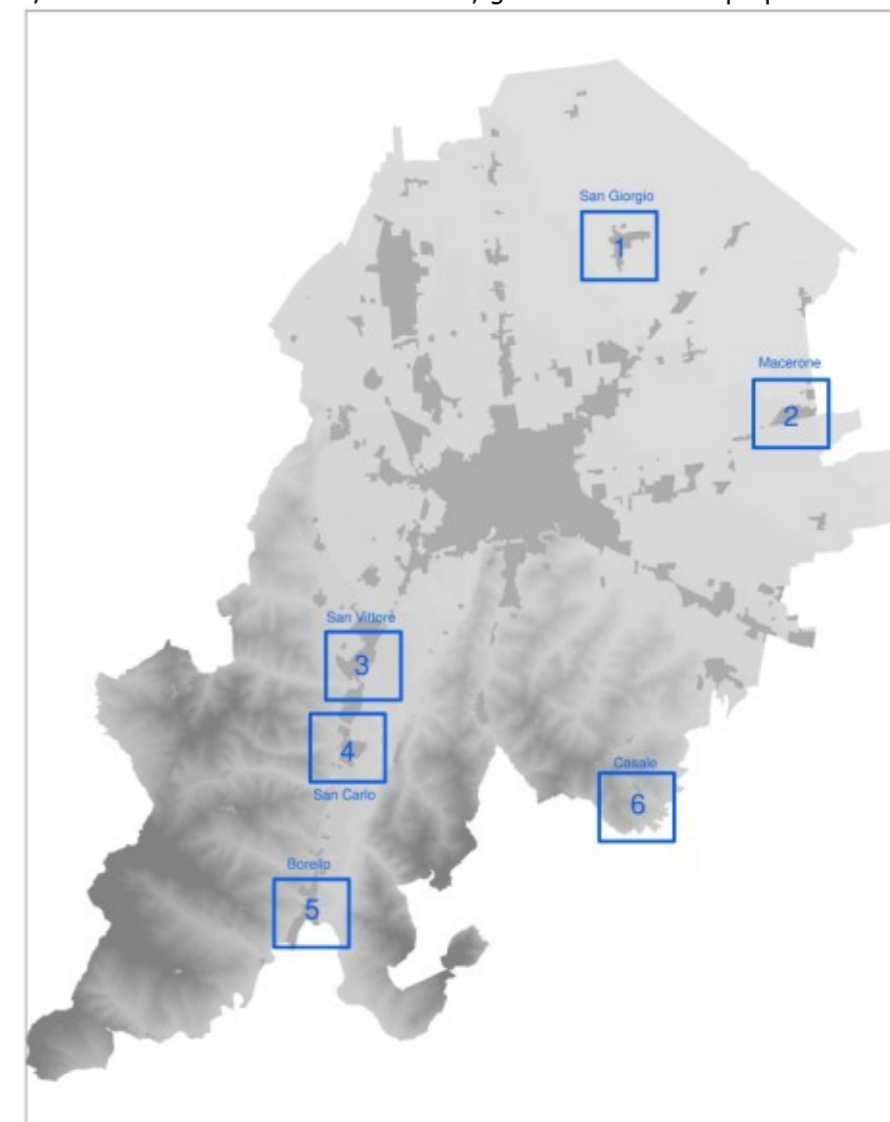 San Giorgio
1
Macerone
2
San Vittore
3
4
San Carlo
Casale
6
Borello
5